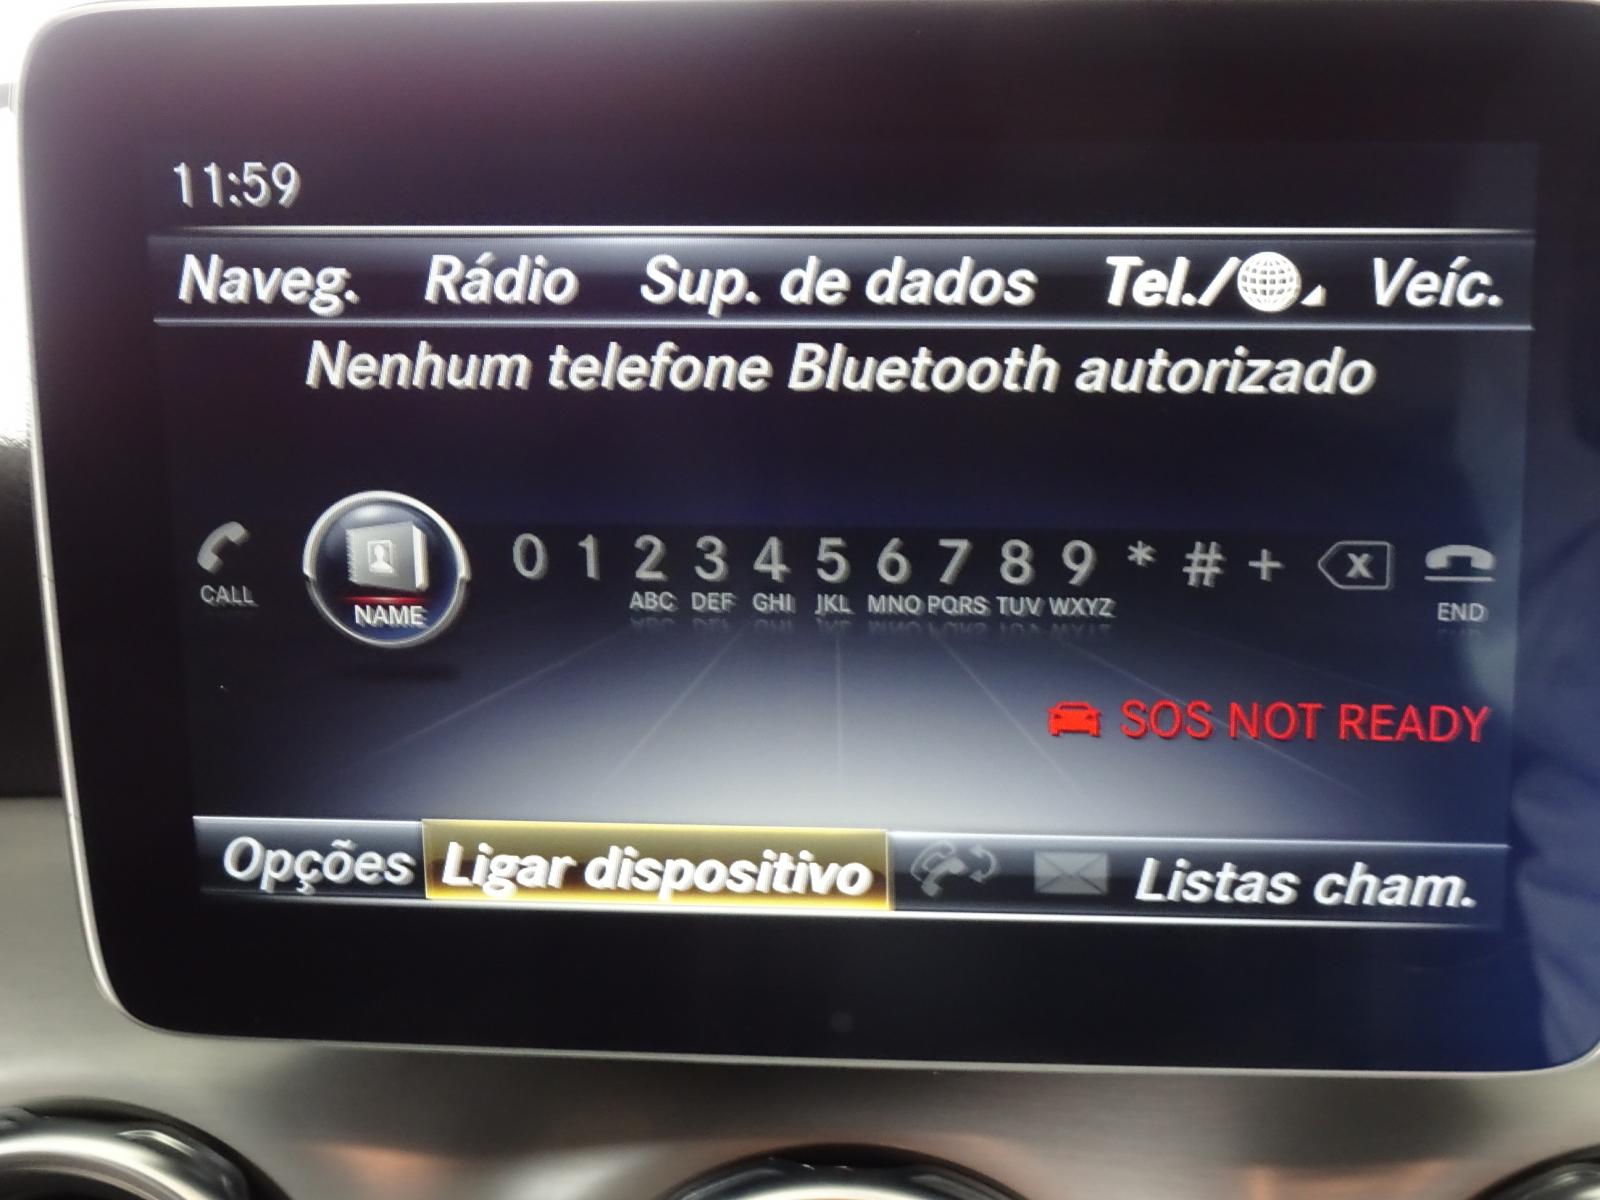 11:59
Naveg. Rádio Sup. de dados Tel./ Veíc.
Nenhum telefone Bluetooth autorizado
0 1 2 3 4 5 6 7 8 9 * # + x
CALL NAME ABC DEF GHI JKL MNO PQRS TUV WXYZ END
SOS NOT READY
Opções Ligar dispositivo Listas cham.